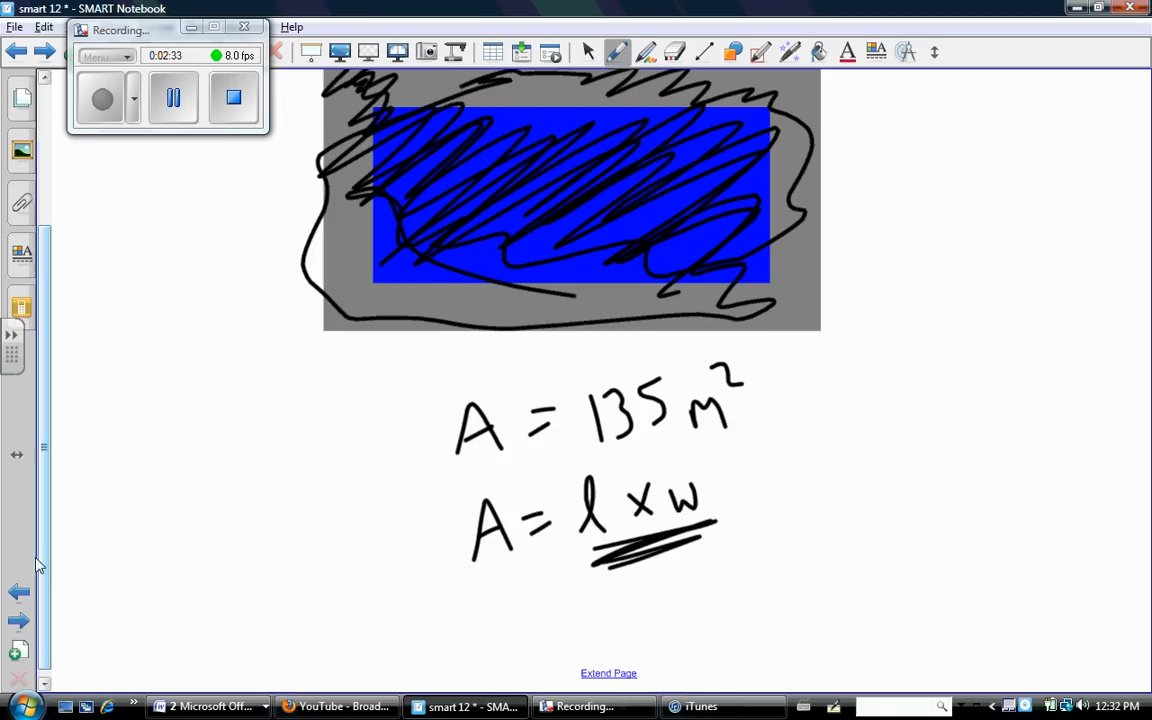 smart 12 * - SMART Notebook
Recording...
File Edit Help
Menu 0:02:33 8.0 fps
A = 135 m²
A = l x w
Extend Page
2 Microsoft Off... YouTube - Broad... smart 12 * - SMA... Recording... iTunes 12:32 PM